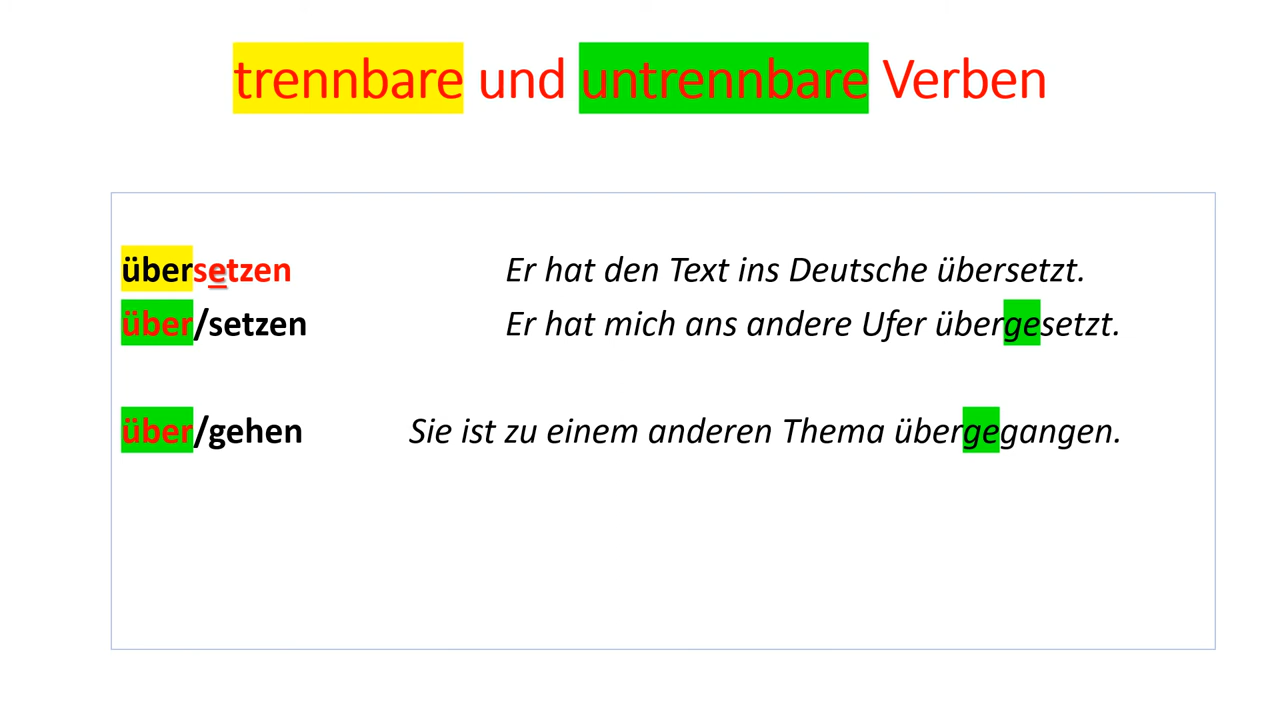 trennbare und untrennbare Verben
übersetzen Er hat den Text ins Deutsche übersetzt.
über/setzen Er hat mich ans andere Ufer übergesetzt.
über/gehen Sie ist zu einem anderen Thema übergegangen.